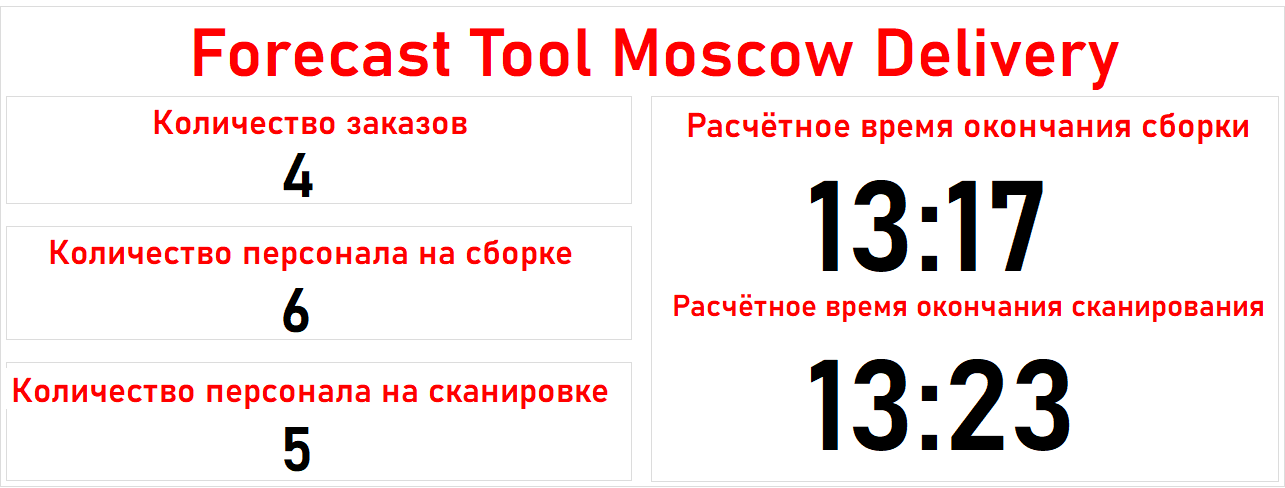 Forecast Tool Moscow Delivery
Количество заказов
4
Количество персонала на сборке
6
Количество персонала на сканировке
5
Расчётное время окончания сборки
13:17
Расчётное время окончания сканирования
13:23